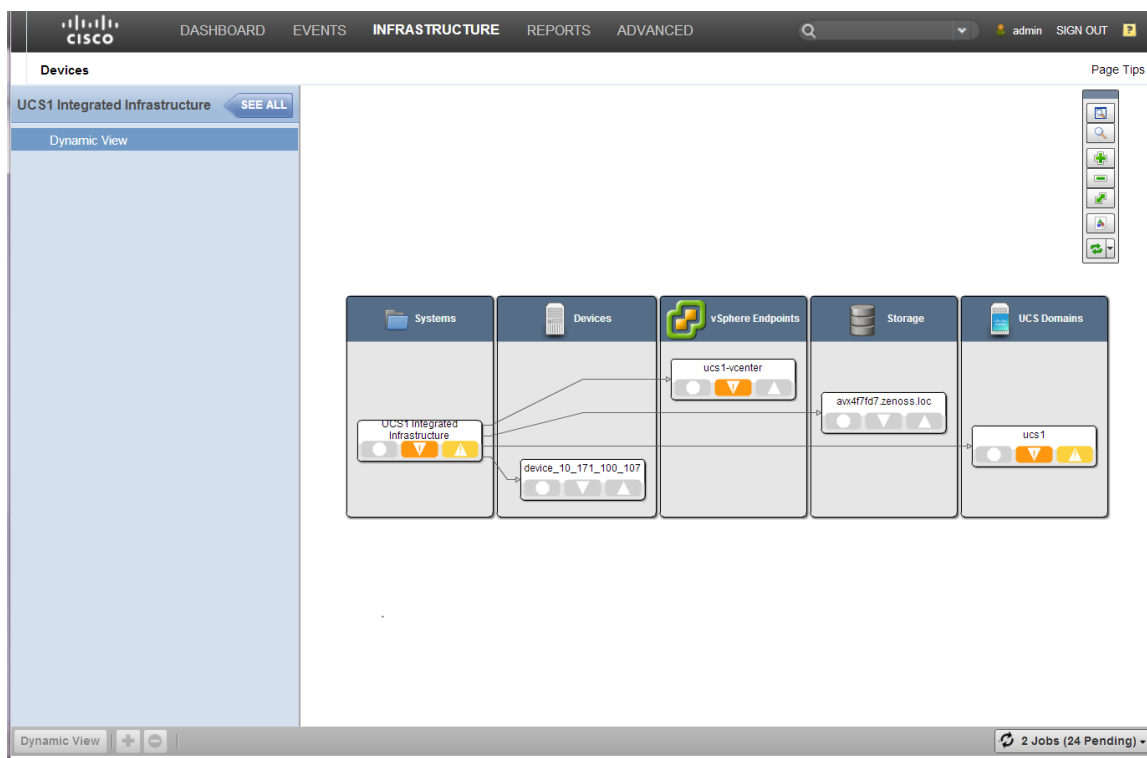 CISCO
DASHBOARD EVENTS INFRASTRUCTURE REPORTS ADVANCED admin SIGN OUT ?
Devices Page Tips
UCS1 Integrated Infrastructure SEE ALL
Dynamic View
Systems Devices vSphere Endpoints Storage UCS Domains
ucs1-vcenter
avx4f7fd7.zenoss.loc
UCS1 Integrated
Infrastructure
ucs1
device_10_171_100_107
Dynamic View 2 Jobs (24 Pending)